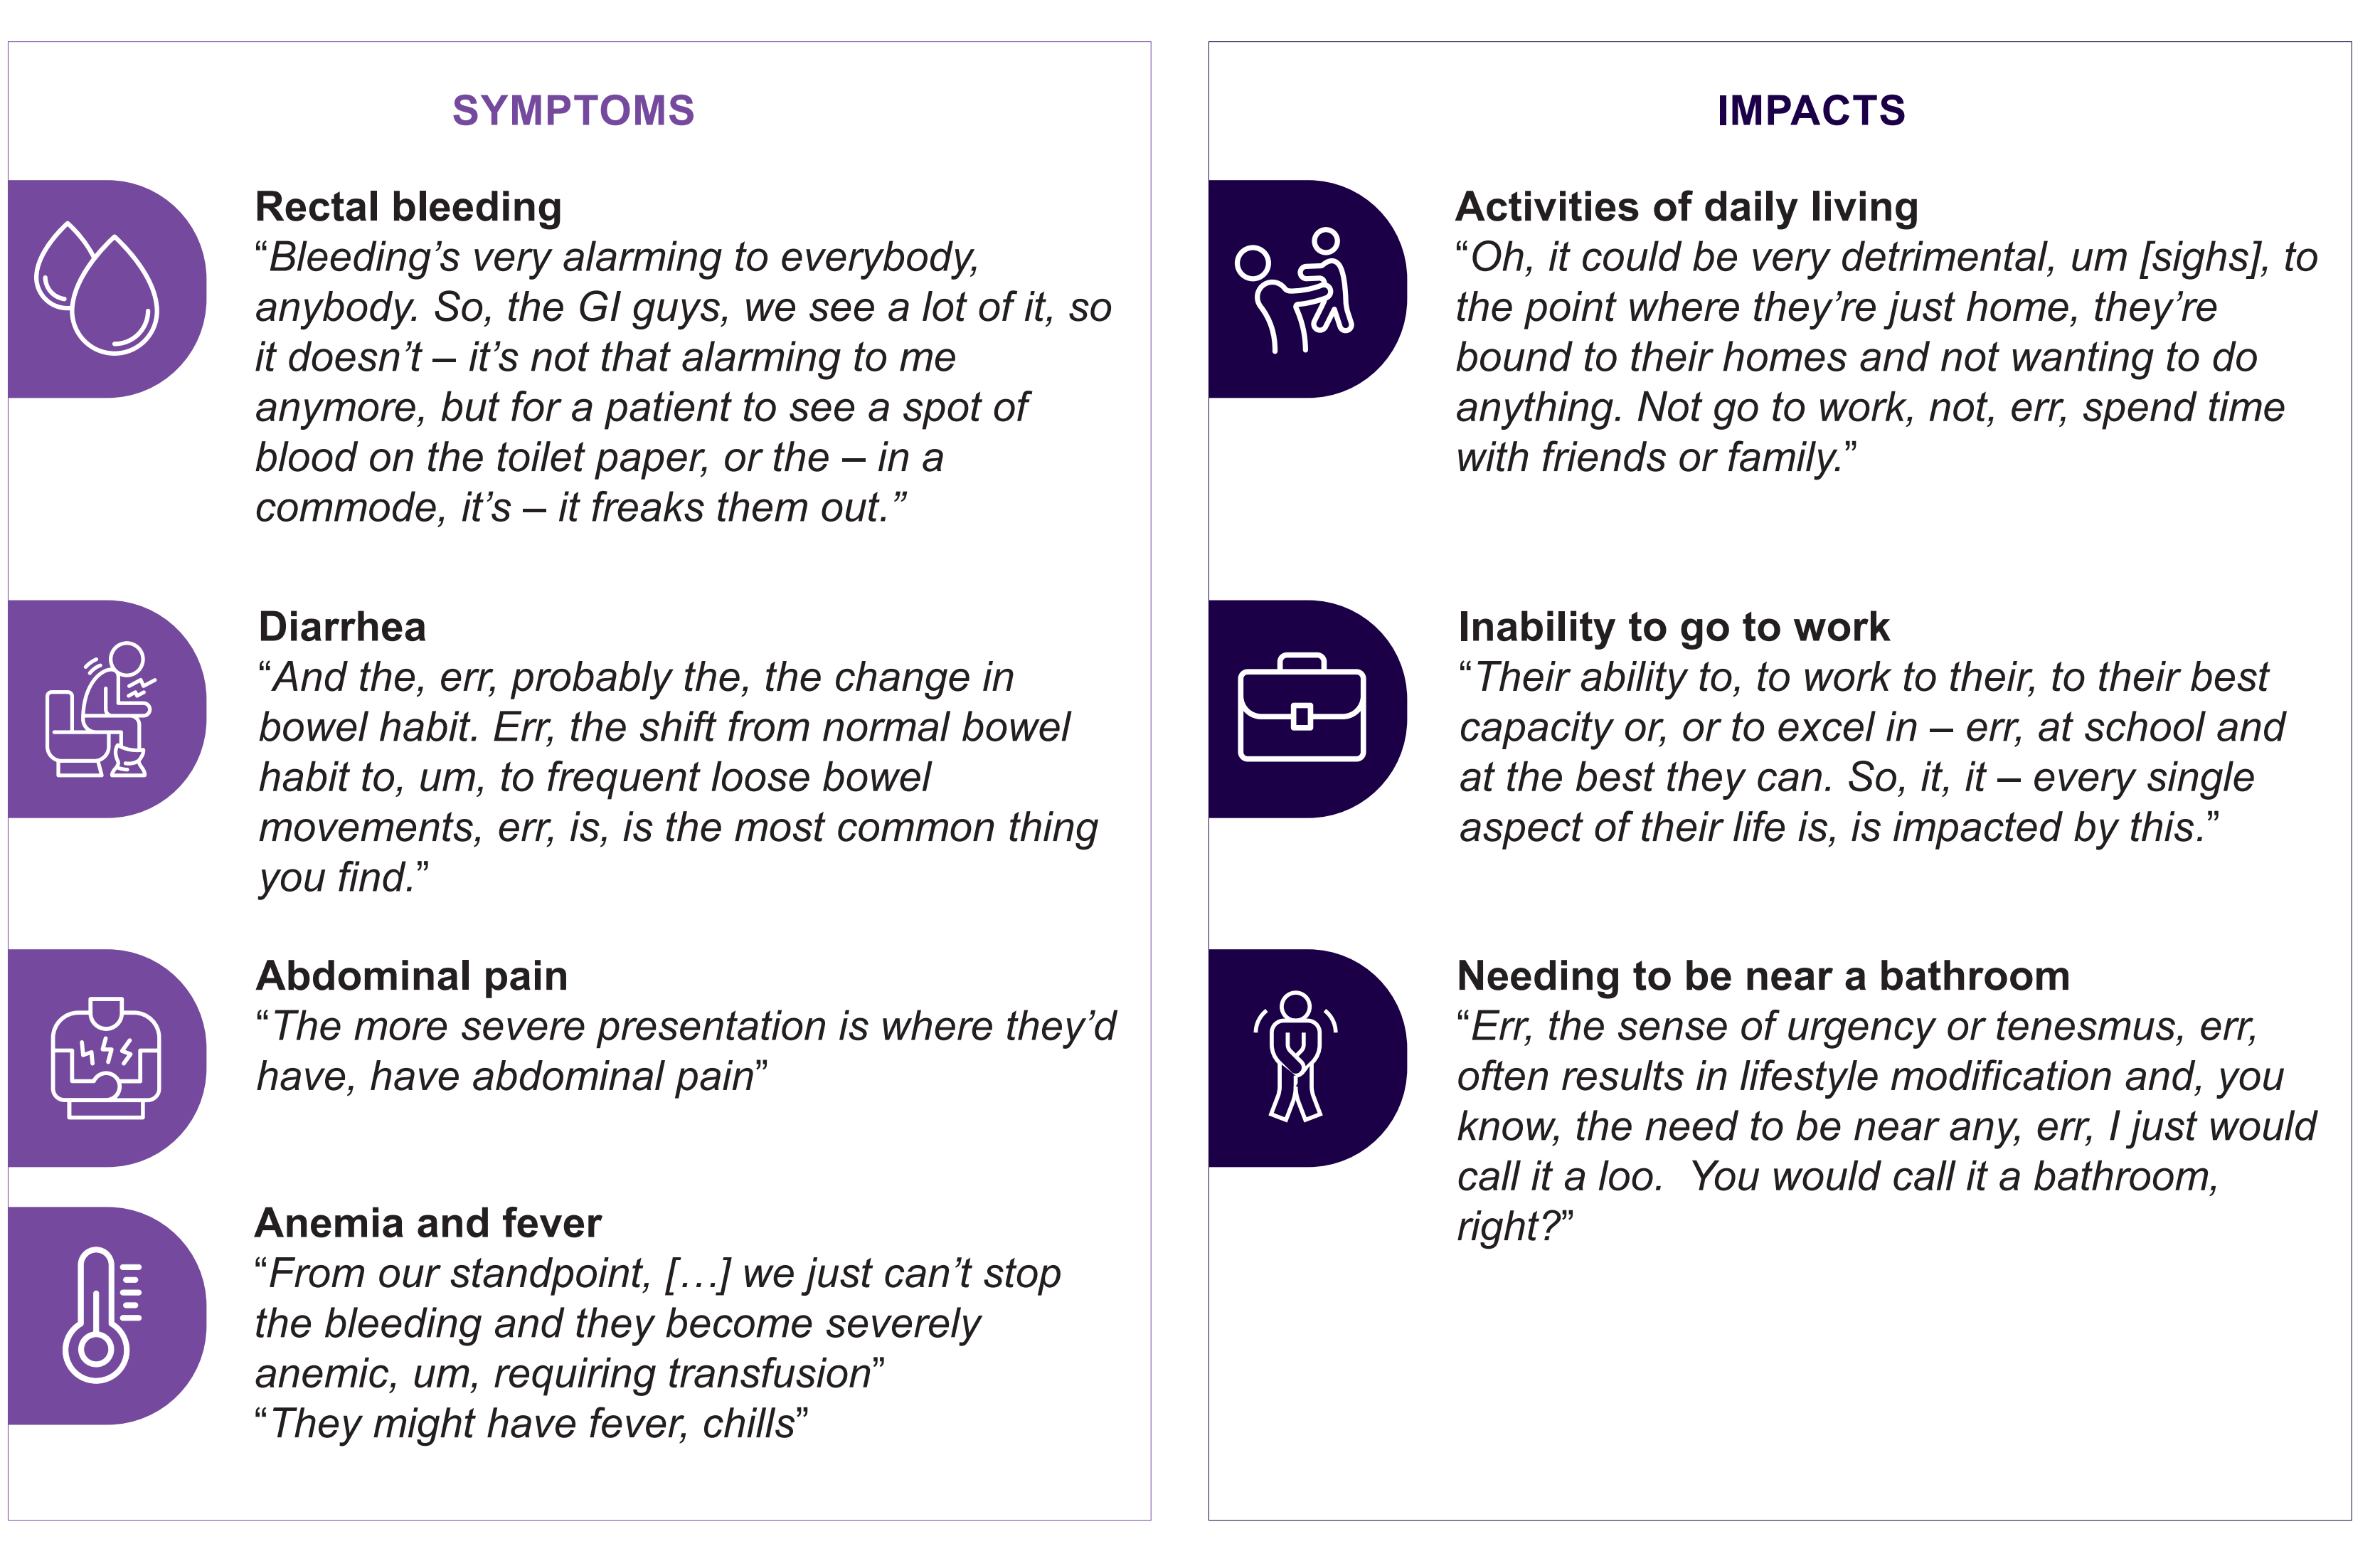 SYMPTOMS
Rectal bleeding
“Bleeding’s very alarming to everybody,
anybody. So, the GI guys, we see a lot of it, so
it doesn’t – it’s not that alarming to me
anymore, but for a patient to see a spot of
blood on the toilet paper, or the – in a
commode, it’s – it freaks them out.”
Diarrhea
“And the, err, probably the, the change in
bowel habit. Err, the shift from normal bowel
habit to, um, to frequent loose bowel
movements, err, is, is the most common thing
you find.”
Abdominal pain
“The more severe presentation is where they’d
have, have abdominal pain”
Anemia and fever
“From our standpoint, […] we just can’t stop
the bleeding and they become severely
anemic, um, requiring transfusion”
“They might have fever, chills”
IMPACTS
Activities of daily living
“Oh, it could be very detrimental, um [sighs], to
the point where they’re just home, they’re
bound to their homes and not wanting to do
anything. Not go to work, not, err, spend time
with friends or family.”
Inability to go to work
“Their ability to, to work to their, to their best
capacity or, or to excel in – err, at school and
at the best they can. So, it, it – every single
aspect of their life is, is impacted by this.”
Needing to be near a bathroom
“Err, the sense of urgency or tenesmus, err,
often results in lifestyle modification and, you
know, the need to be near any, err, I just would
call it a loo.  You would call it a bathroom,
right?”